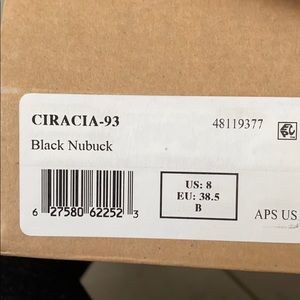 CIRACIA-93 48119377
Black Nubuck
US: 8
EU: 38.5
B
6 27580 62252 3
APS US